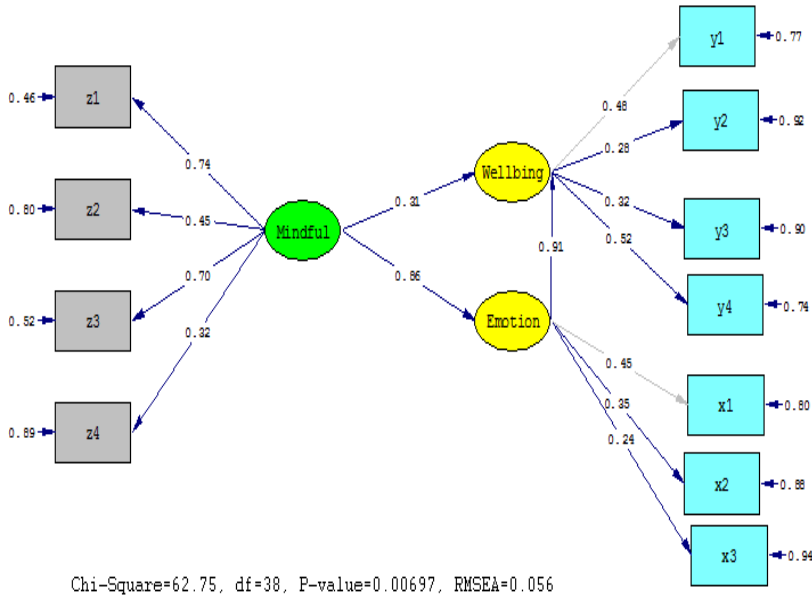 y1
0.77
0.46
z1
0.48
y2
0.92
0.74
0.28
Wellbing
z2
0.80
0.45
0.31
0.32
Mindful
y3
0.90
0.52
0.91
0.70
0.86
y4
0.74
z3
0.52
Emotion
0.32
0.45
x1
0.80
0.35
z4
0.89
0.24
x2
0.88
x3
0.94
Chi-Square=62.75, df=38, P-value=0.00697, RMSEA=0.056